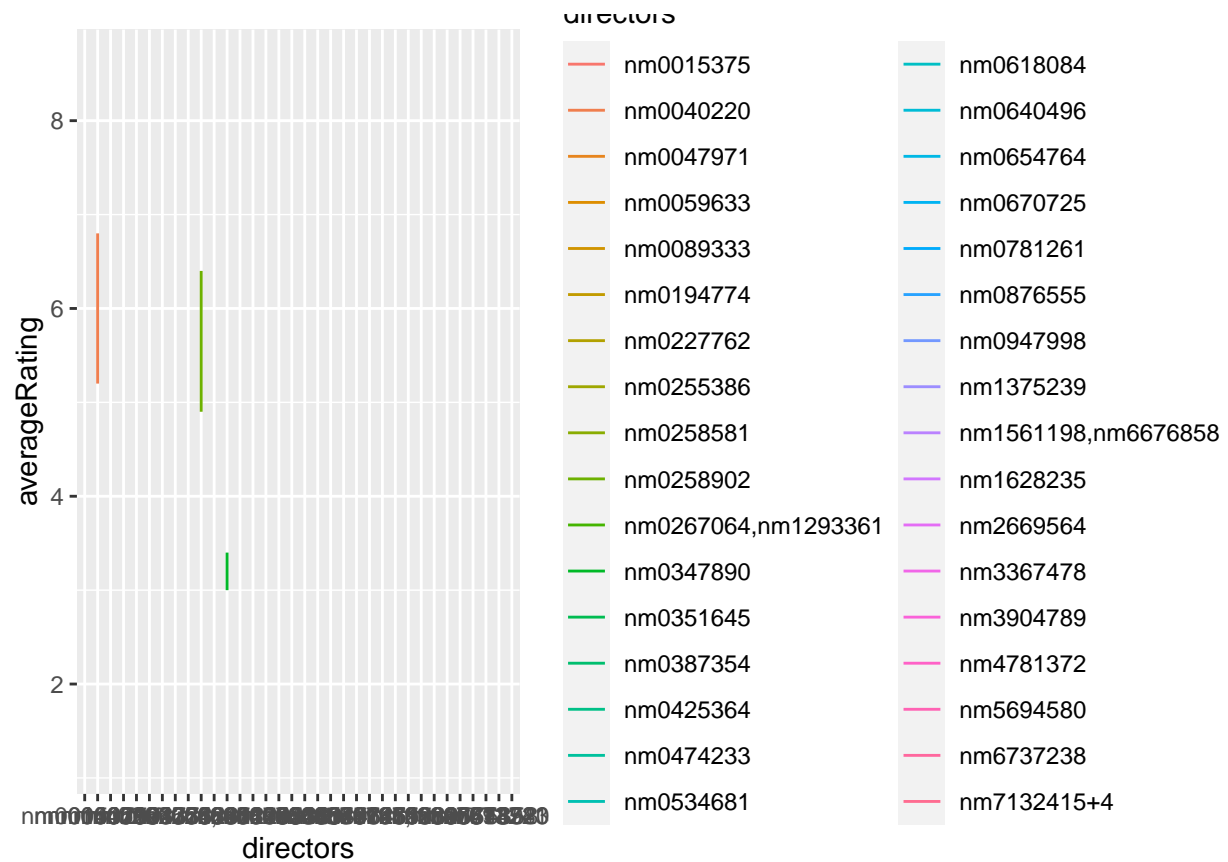 directors
nm0015375
nm0040220
nm0047971
nm0059633
nm0089333
nm0194774
nm0227762
nm0255386
nm0258581
nm0258902
nm0267064,nm1293361
nm0347890
nm0351645
nm0387354
nm0425364
nm0474233
nm0534681
nm0618084
nm0640496
nm0654764
nm0670725
nm0781261
nm0876555
nm0947998
nm1375239
nm1561198,nm6676858
nm1628235
nm2669564
nm3367478
nm3904789
nm4781372
nm5694580
nm6737238
nm7132415+4
averageRating
8
6
4
2
directors